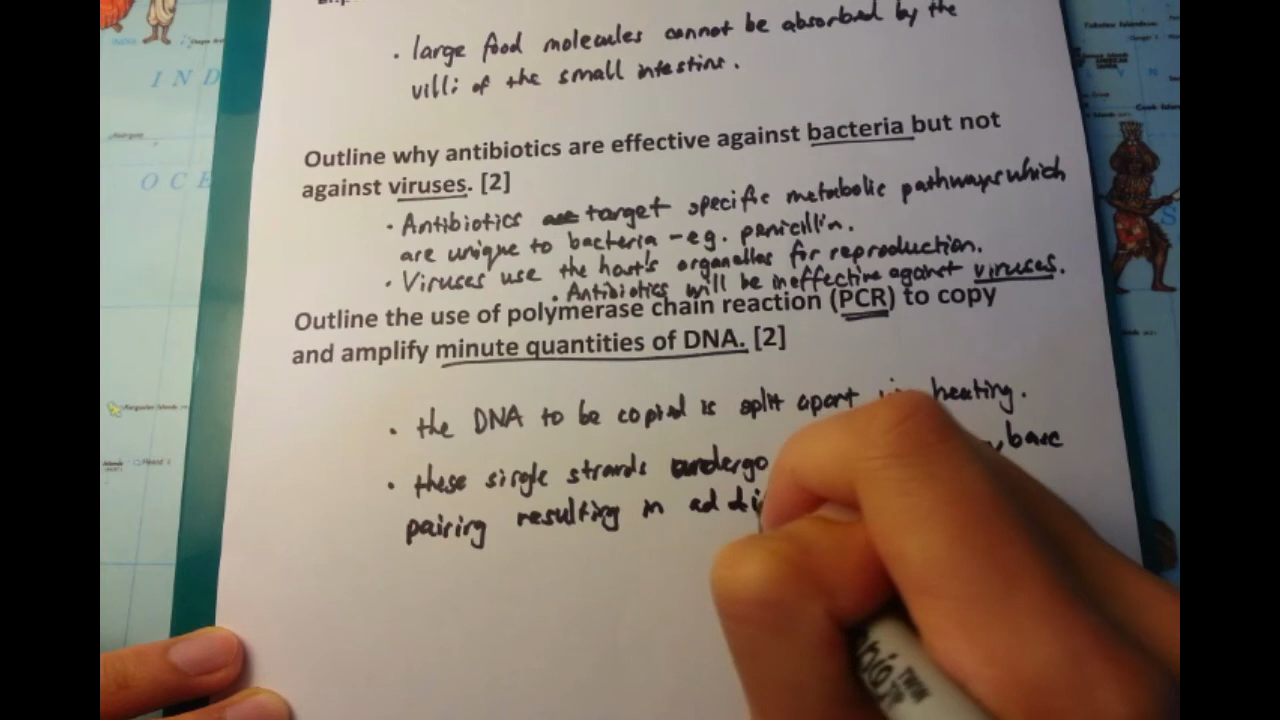 • large food molecules cannot be absorbed by the
villi of the small intestine.
Outline why antibiotics are effective against bacteria but not
against viruses. [2]
• Antibiotics target specific metabolic pathways which
are unique to bacteria - eg. penicillin.
• Viruses use the host's organelles for reproduction.
• Antibiotics will be ineffective against viruses.
Outline the use of polymerase chain reaction (PCR) to copy
and amplify minute quantities of DNA. [2]
• the DNA to be copied is split apart heating.
• these single strands undergo base
pairing resulting in
IND
OCE
TWIN